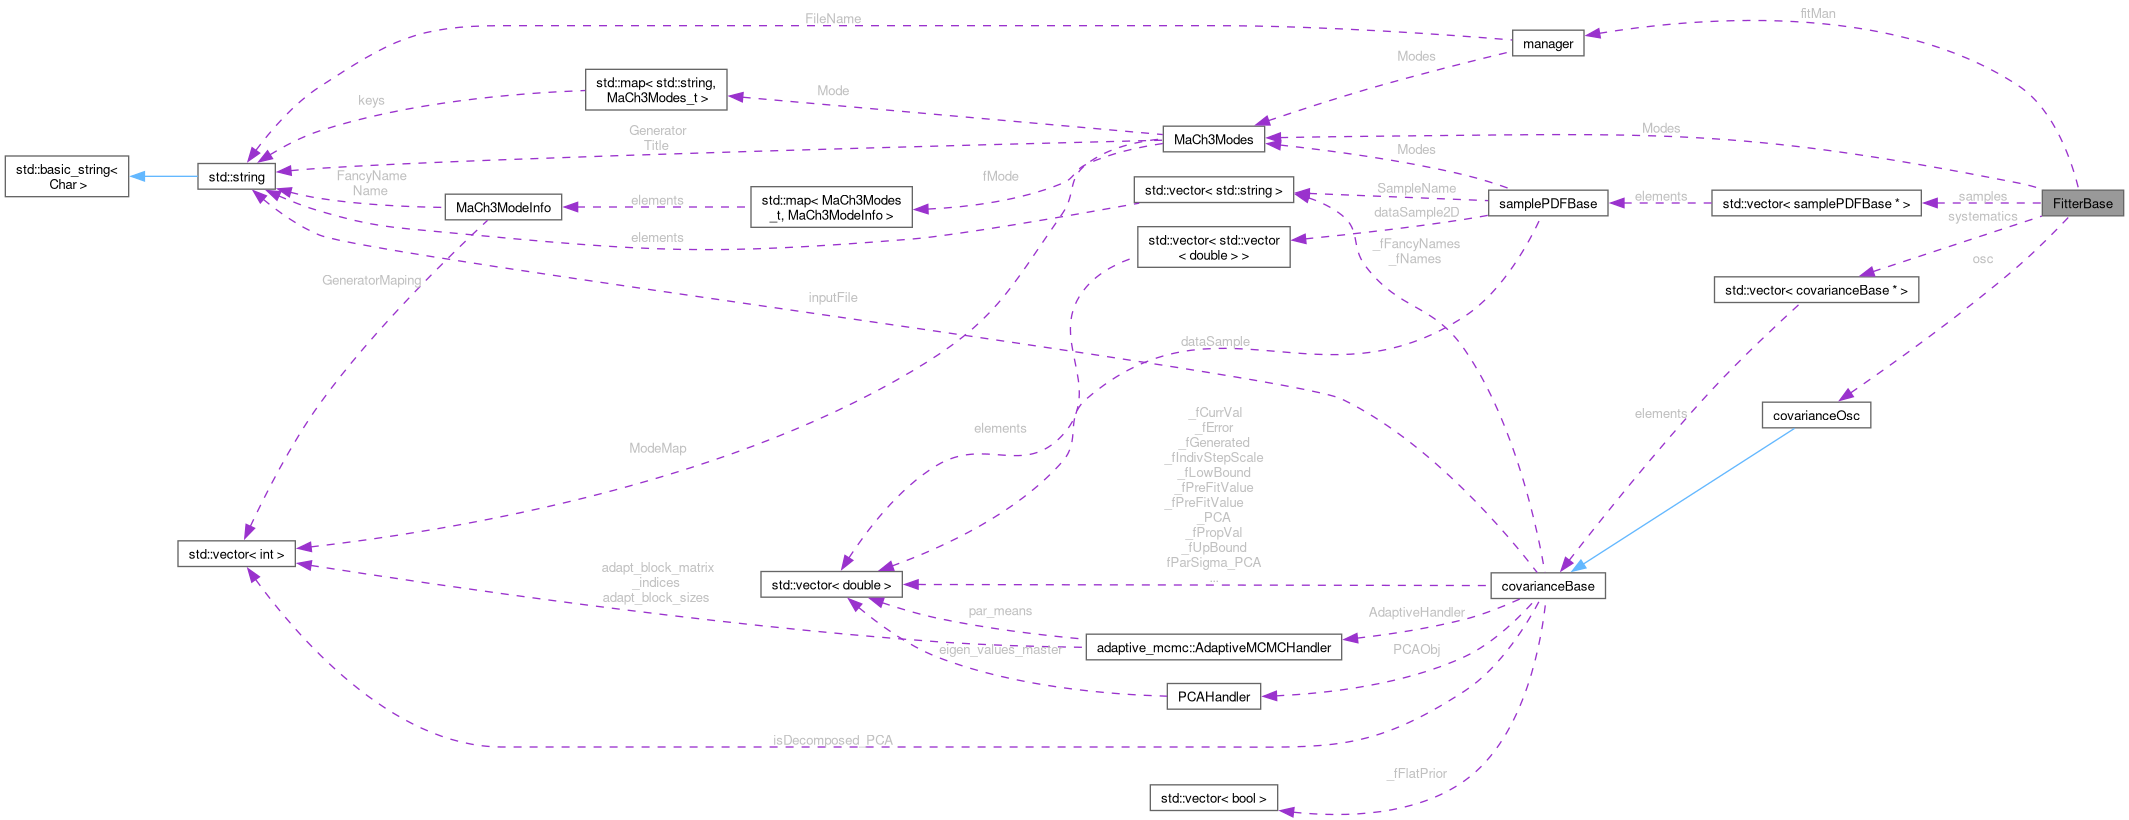 FileName
fitMan
manager
Modes
std::map< std::string,
MaCh3Modes_t >
Mode
keys
Generator
Title
MaCh3Modes
Modes
Modes
std::basic_string<
Char >
std::string
FancyName
Name
MaCh3ModeInfo
elements
std::map< MaCh3Modes
_t, MaCh3ModeInfo >
fMode
std::vector< std::string >
SampleName
samplePDFBase
elements
std::vector< samplePDFBase * >
samples
FitterBase
systematics
dataSample2D
elements
std::vector< std::vector
< double > >
_fFancyNames
_fNames
osc
GeneratorMaping
inputFile
std::vector< covarianceBase * >
dataSample
elements
covarianceOsc
elements
ModeMap
_fCurrVal
_fError
_fGenerated
_fIndivStepScale
_fLowBound
_fPreFitValue
_fPreFitValue
_PCA
_fPropVal
_fUpBound
fParSigma_PCA
...
std::vector< int >
adapt_block_matrix
_indices
adapt_block_sizes
std::vector< double >
covarianceBase
par_means
AdaptiveHandler
adaptive_mcmc::AdaptiveMCMCHandler
eigen_values_master
PCAObj
PCAHandler
isDecomposed_PCA
_fFlatPrior
std::vector< bool >